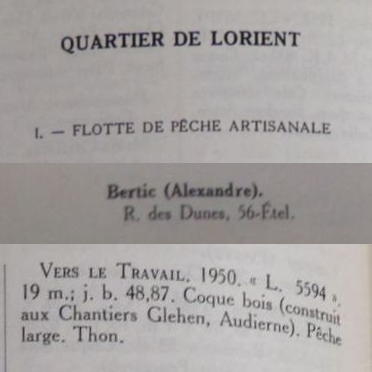 QUARTIER DE LORIENT
I. — FLOTTE DE PÊCHE ARTISANALE
Bertic (Alexandre).
R. des Dunes, 56-Étel.
VERS LE TRAVAIL. 1950. « L. 5594 ».
19 m.; j. b. 48,87. Coque bois (construit
aux Chantiers Glehen, Audierne). Pêche
large. Thon.